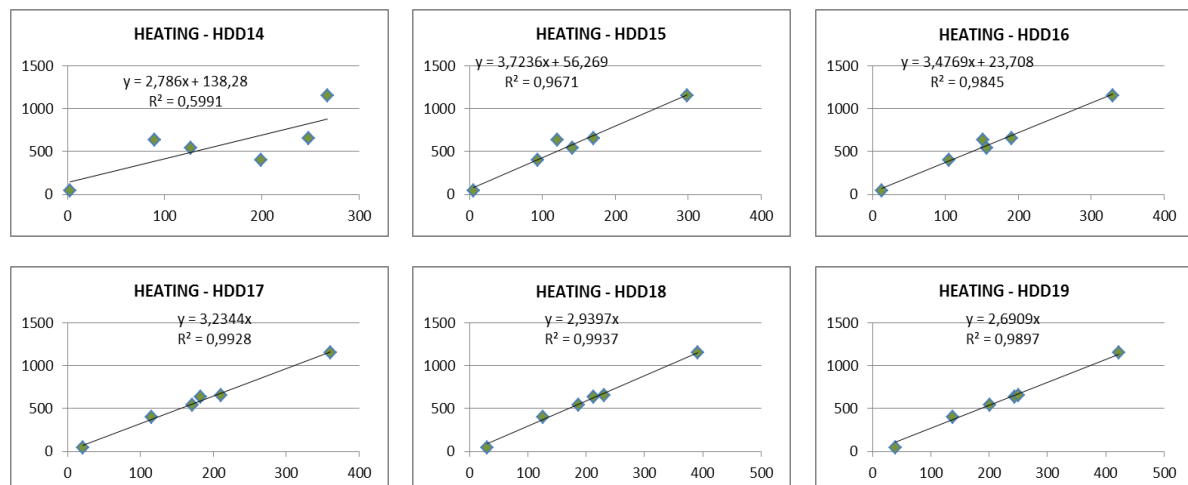 HEATING - HDD14
y = 2,786x + 138,28
R² = 0,5991
1500
1000
500
0
0 100 200 300
HEATING - HDD15
y = 3,7236x + 56,269
R² = 0,9671
1500
1000
500
0
0 100 200 300 400
HEATING - HDD16
y = 3,4769x + 23,708
R² = 0,9845
1500
1000
500
0
0 100 200 300 400
HEATING - HDD17
y = 3,2344x
R² = 0,9928
1500
1000
500
0
0 100 200 300 400
HEATING - HDD18
y = 2,9397x
R² = 0,9937
1500
1000
500
0
0 100 200 300 400 500
HEATING - HDD19
y = 2,6909x
R² = 0,9897
1500
1000
500
0
0 100 200 300 400 500